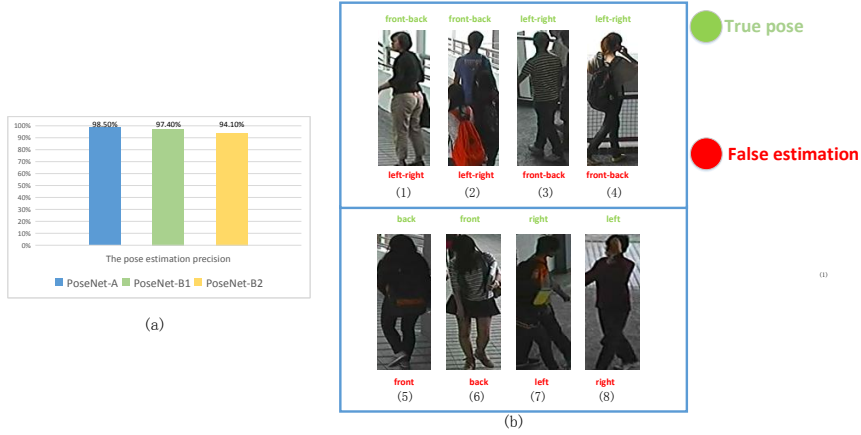 98.50%
97.40%
94.10%
100%
90%
80%
70%
60%
50%
40%
30%
20%
10%
0%
The pose estimation precision
PoseNet-A PoseNet-B1 PoseNet-B2
(a)
front-back front-back left-right left-right
left-right left-right front-back front-back
(1) (2) (3) (4)
back front right left
front back left right
(5) (6) (7) (8)
(b)
True pose
False estimation
(1)